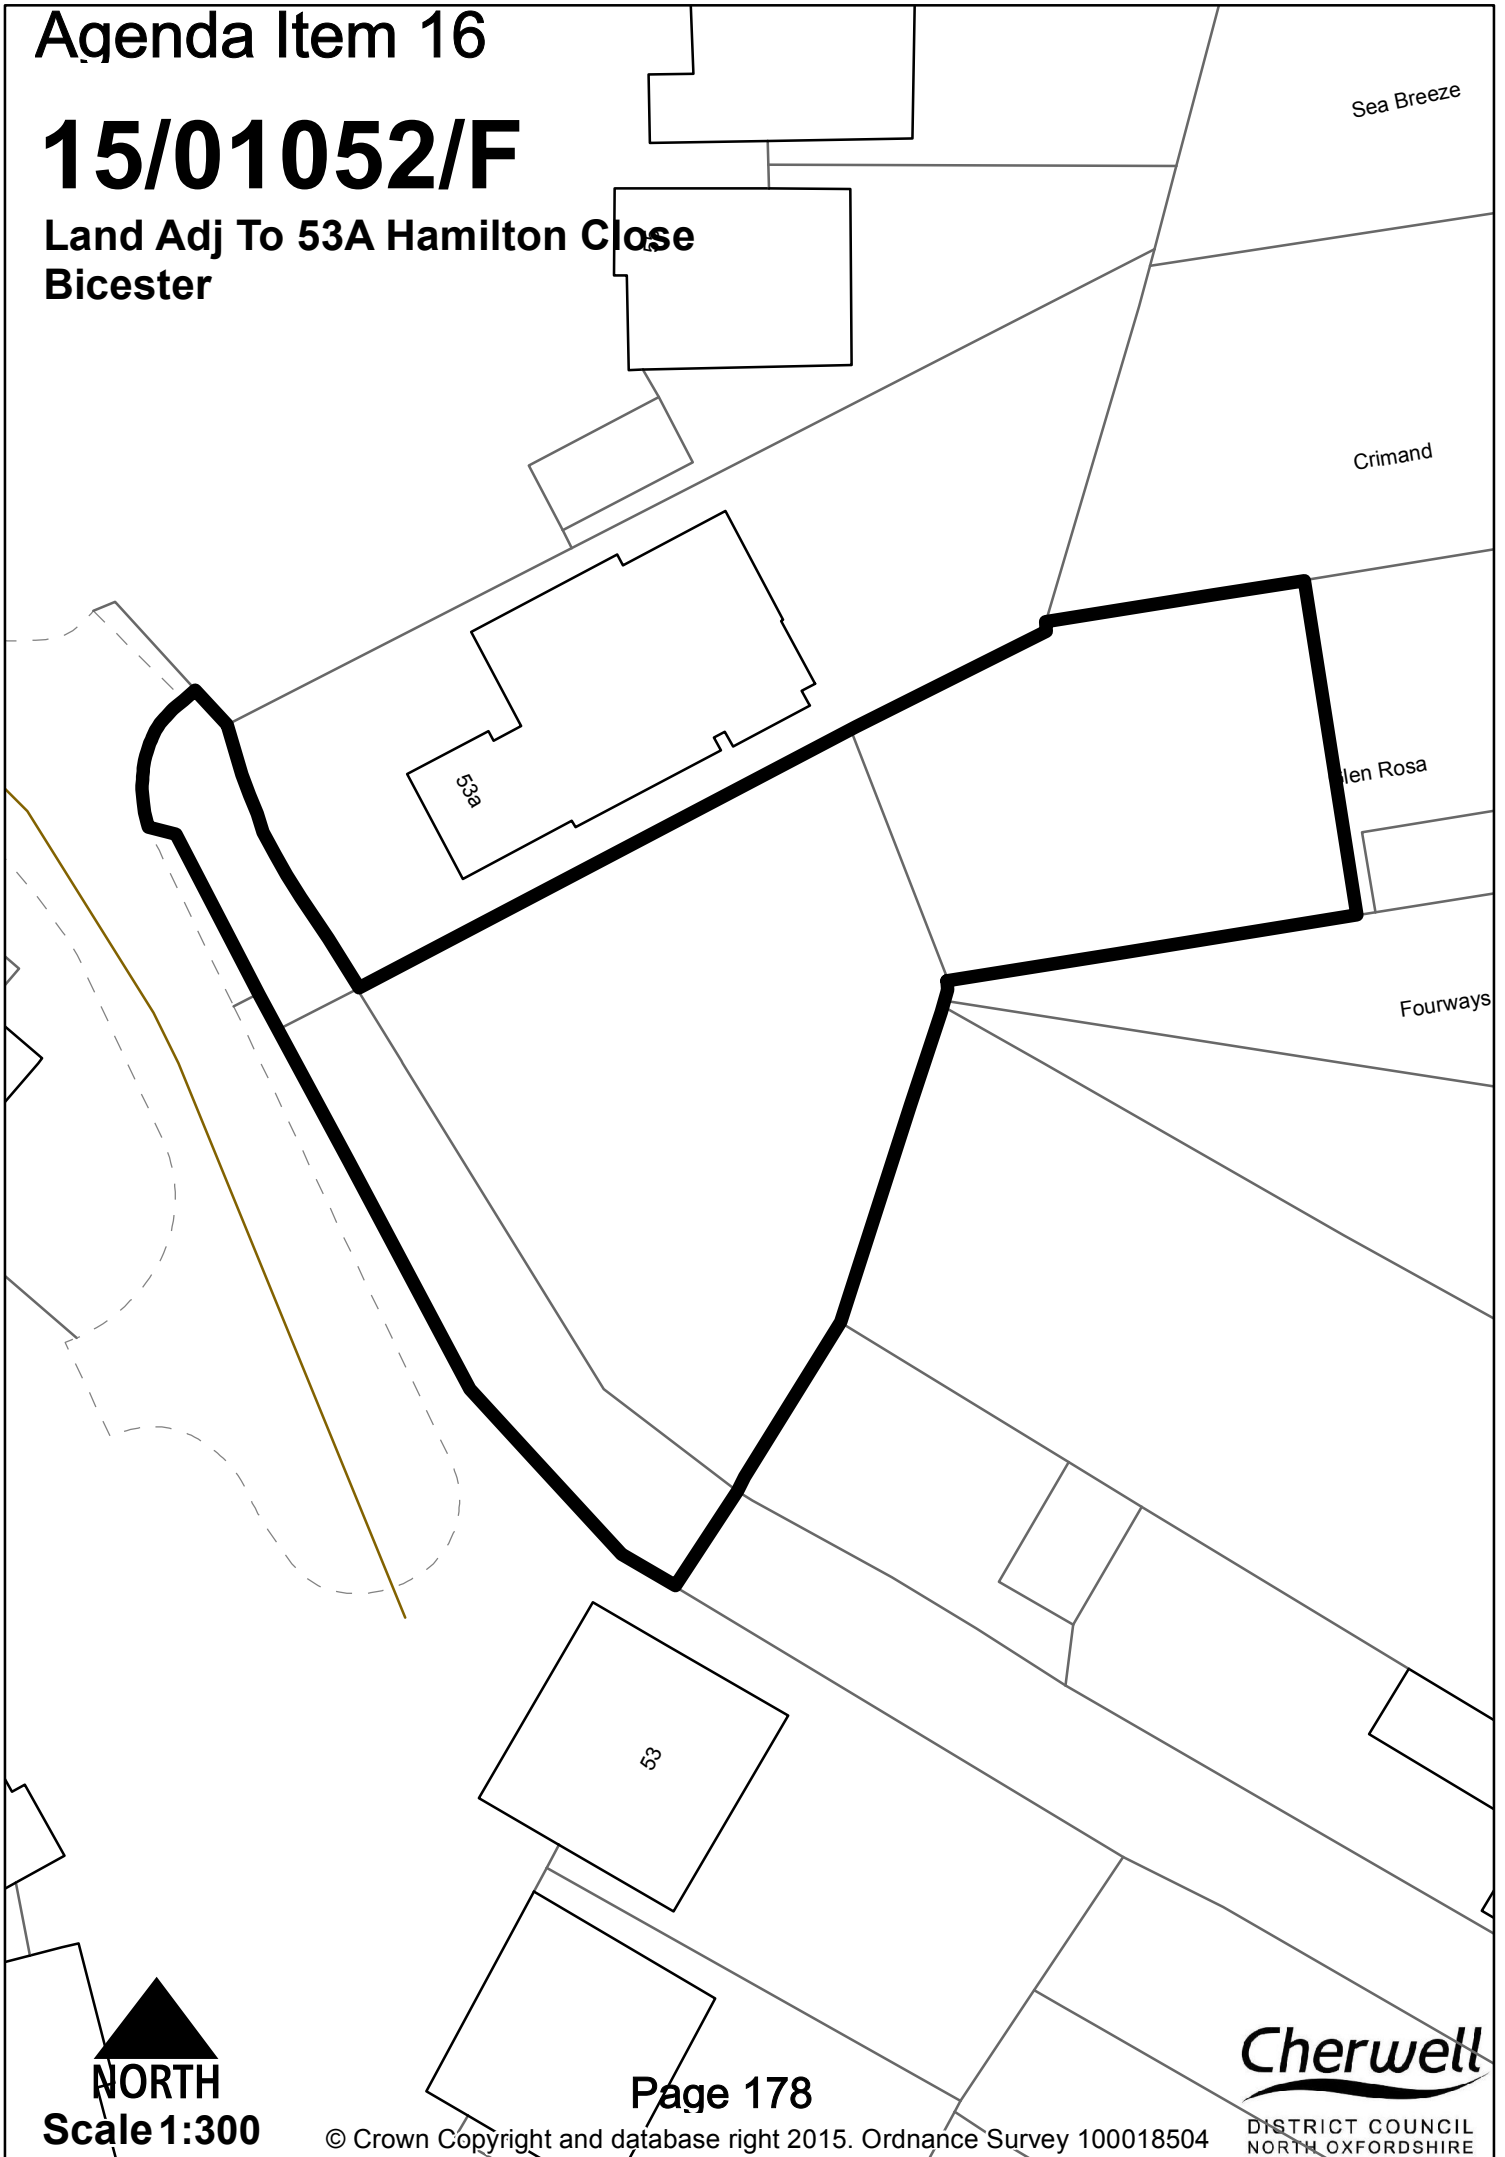 Agenda Item 16
15/01052/F
Land Adj To 53A Hamilton Close
Bicester
Sea Breeze
Crimand
53a
Glen Rosa
Fourways
53
NORTH
Scale 1:300
Page 178
© Crown Copyright and database right 2015. Ordnance Survey 100018504
Cherwell
DISTRICT COUNCIL
NORTH OXFORDSHIRE